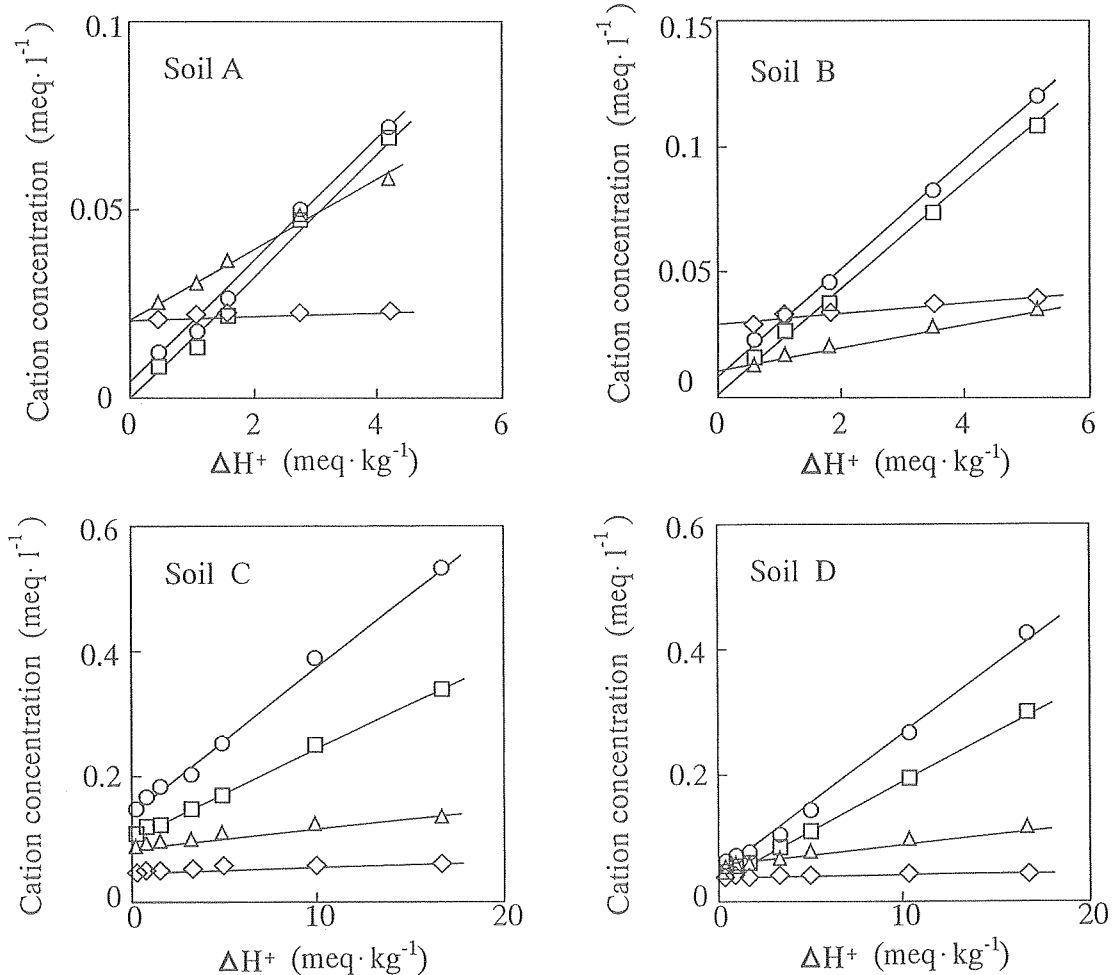 Cation concentration (meq· l⁻¹)
0.1
0.05
0
Soil A
0 2 4 6
ΔH⁺ (meq·kg⁻¹)
Cation concentration (meq· l⁻¹)
0.15
0.1
0.05
0
Soil B
0 2 4 6
ΔH⁺ (meq·kg⁻¹)
Cation concentration (meq· l⁻¹)
0.6
0.4
0.2
0
Soil C
0 10 20
ΔH⁺ (meq·kg⁻¹)
Cation concentration (meq· l⁻¹)
0.6
0.4
0.2
0
Soil D
0 10 20
ΔH⁺ (meq·kg⁻¹)